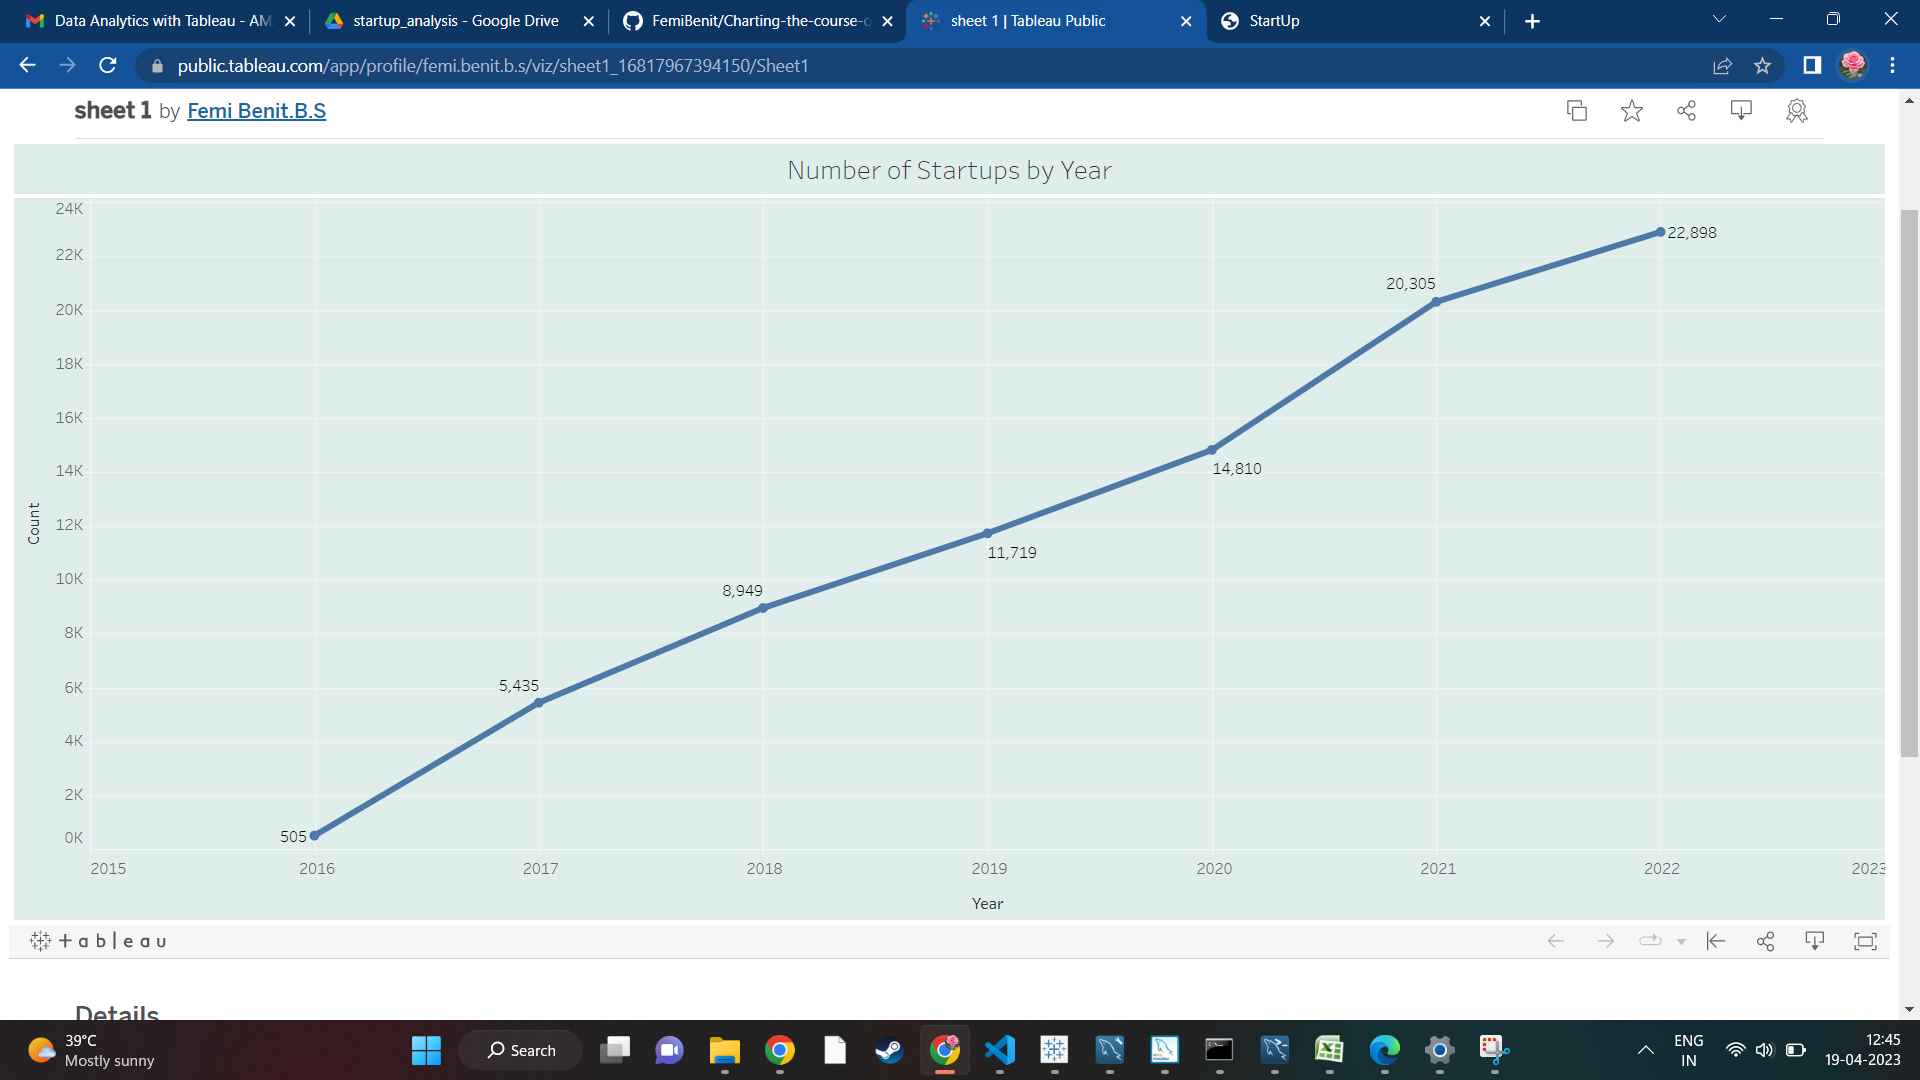 Data Analytics with Tableau - AM
startup_analysis - Google Drive
FemiBenit/Charting-the-course-o
sheet 1 | Tableau Public
StartUp
public.tableau.com/app/profile/femi.benit.b.s/viz/sheet1_16817967394150/Sheet1
sheet 1 by Femi Benit.B.S
Number of Startups by Year
24K
22K
20K
18K
16K
14K
12K
10K
8K
6K
4K
2K
0K
Count
505
5,435
8,949
11,719
14,810
20,305
22,898
2015 2016 2017 2018 2019 2020 2021 2022 2023
Year
+ a b l e a u
Details
39°C
Mostly sunny
Search
ENG
IN
12:45
19-04-2023